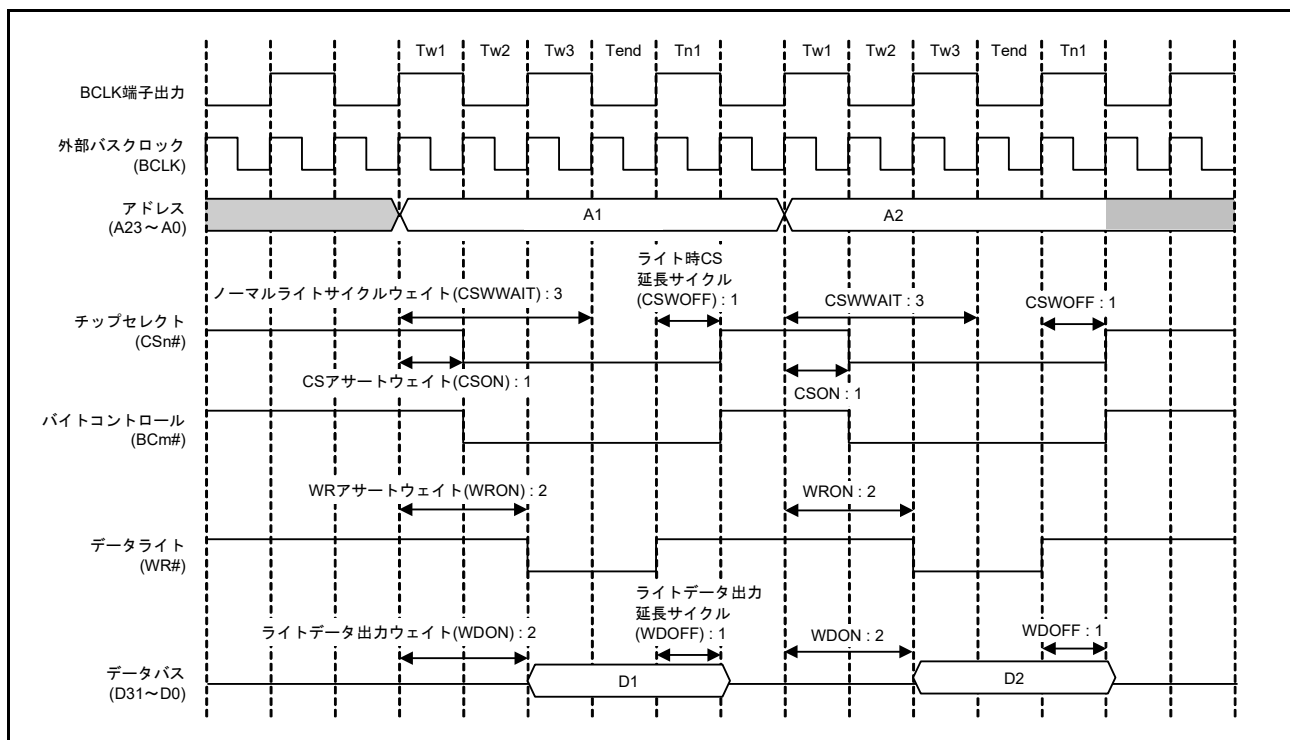 Tw1 Tw2 Tw3 Tend Tn1 Tw1 Tw2 Tw3 Tend Tn1
BCLK端子出力
外部バスクロック
(BCLK)
アドレス
(A23～A0)
A1
A2
ライト時CS
延長サイクル
(CSWOFF) : 1
ノーマルライトサイクルウェイト(CSWWAIT) : 3
CSWWAIT : 3
CSWOFF : 1
チップセレクト
(CSn#)
CSアサートウェイト(CSON) : 1
CSON : 1
バイトコントロール
(BCm#)
WRアサートウェイト(WRON) : 2
WRON : 2
データライト
(WR#)
ライトデータ出力
延長サイクル
(WDOFF) : 1
ライトデータ出力ウェイト(WDON) : 2
WDON : 2
WDOFF : 1
データバス
(D31～D0)
D1
D2